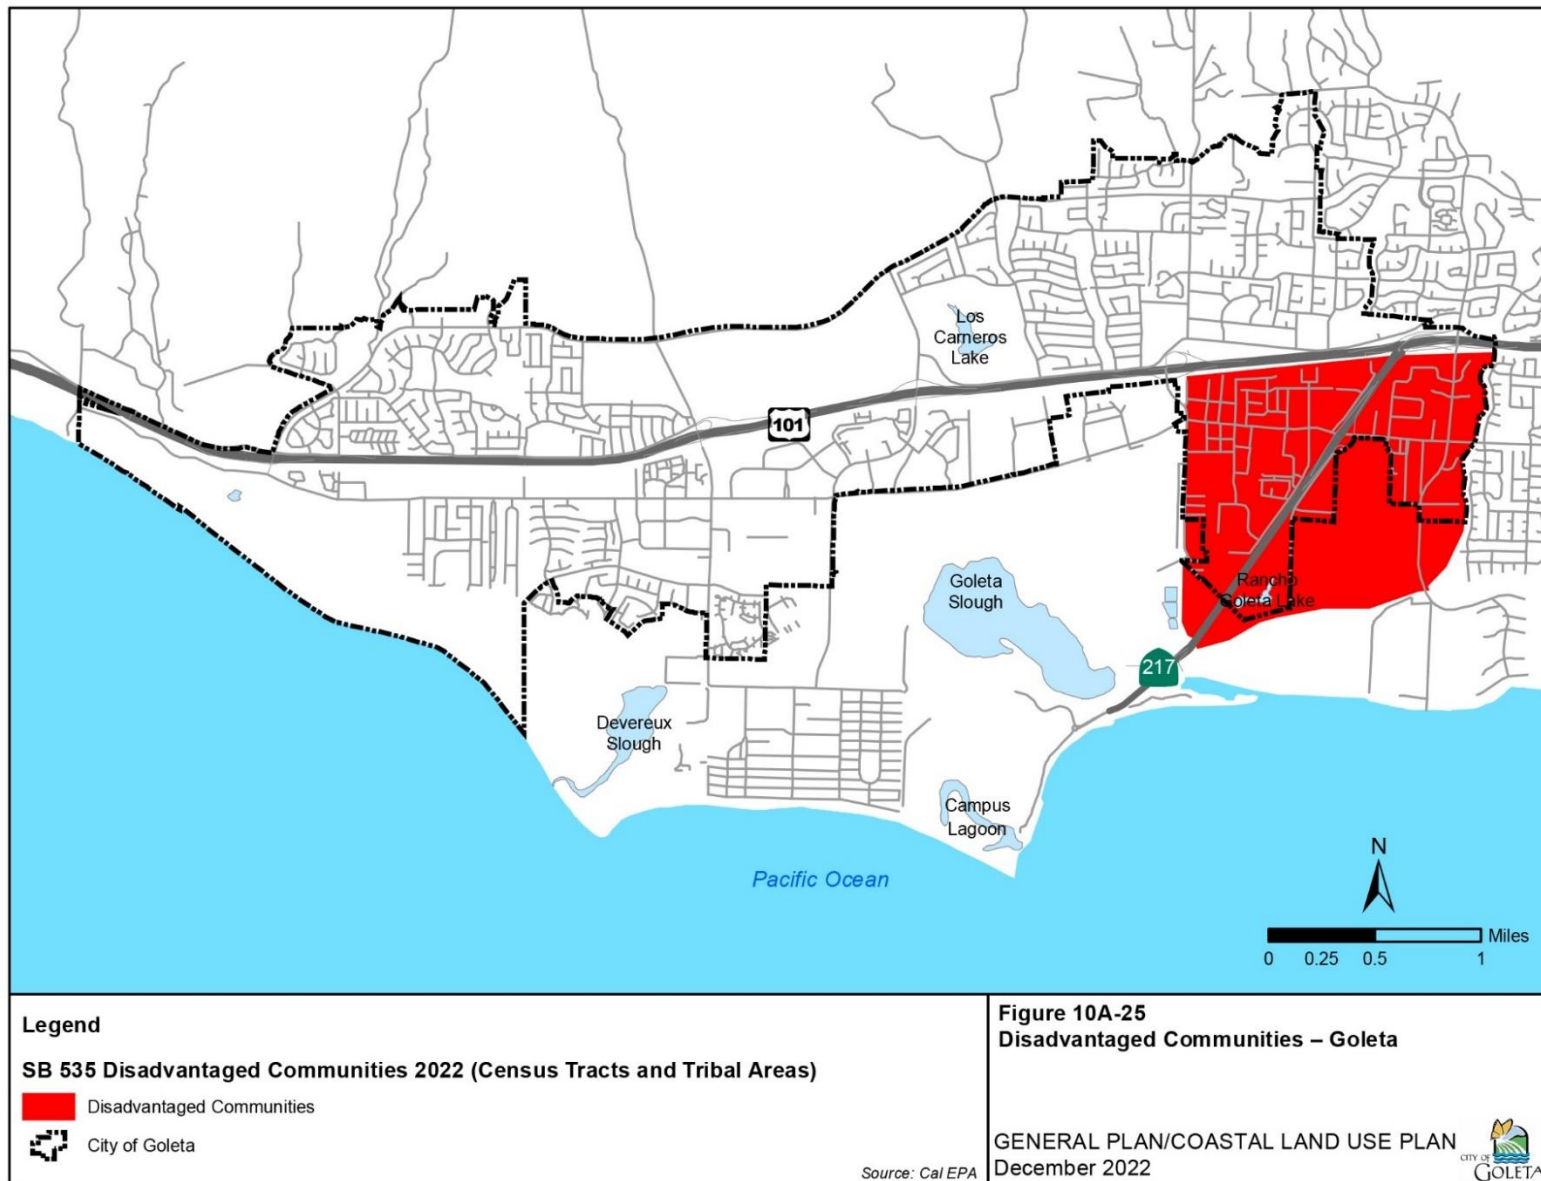 Los
Carneros
Lake
101
Goleta
Slough
Rancho
Goleta Lake
217
Devereux
Slough
Campus
Lagoon
Pacific Ocean
N
Miles
0 0.25 0.5 1
Legend
SB 535 Disadvantaged Communities 2022 (Census Tracts and Tribal Areas)
Disadvantaged Communities
City of Goleta
Source: Cal EPA
Figure 10A-25
Disadvantaged Communities – Goleta
GENERAL PLAN/COASTAL LAND USE PLAN
December 2022
CITY OF
GOLETA